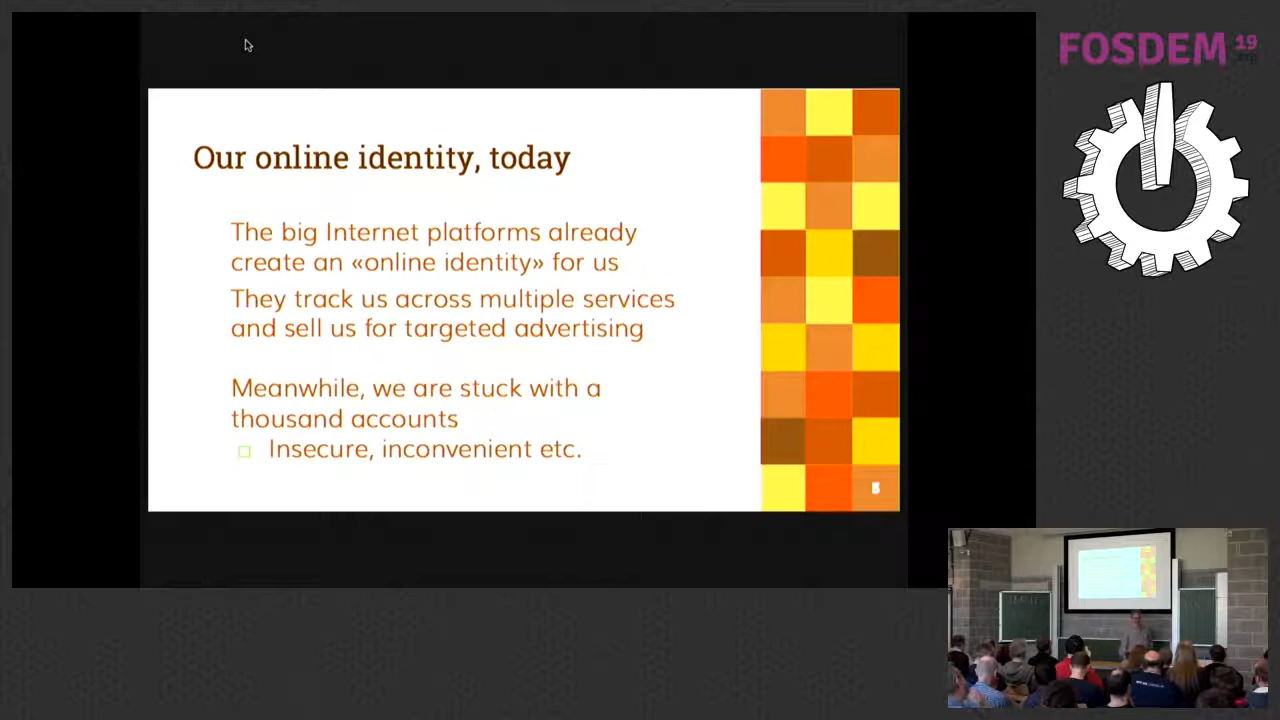 FOSDEM 19
.org
Our online identity, today
The big Internet platforms already
create an «online identity» for us
They track us across multiple services
and sell us for targeted advertising
Meanwhile, we are stuck with a
thousand accounts
Insecure, inconvenient etc.
5